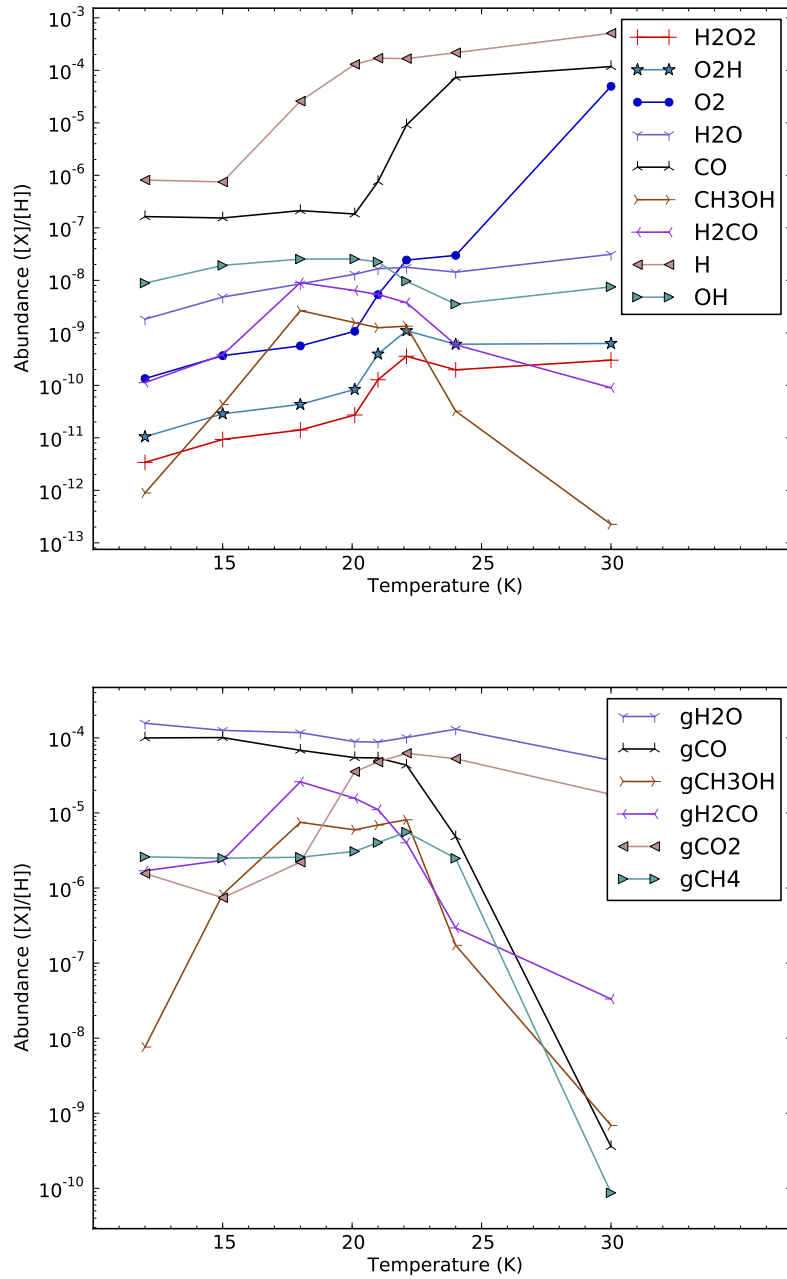 10^-3
10^-4
10^-5
10^-6
10^-7
10^-8
10^-9
10^-10
10^-11
10^-12
10^-13
Abundance ([X]/[H])
15
20
25
30
Temperature (K)
H2O2
O2H
O2
H2O
CO
CH3OH
H2CO
H
OH
10^-4
10^-5
10^-6
10^-7
10^-8
10^-9
10^-10
Abundance ([X]/[H])
15
20
25
30
Temperature (K)
gH2O
gCO
gCH3OH
gH2CO
gCO2
gCH4